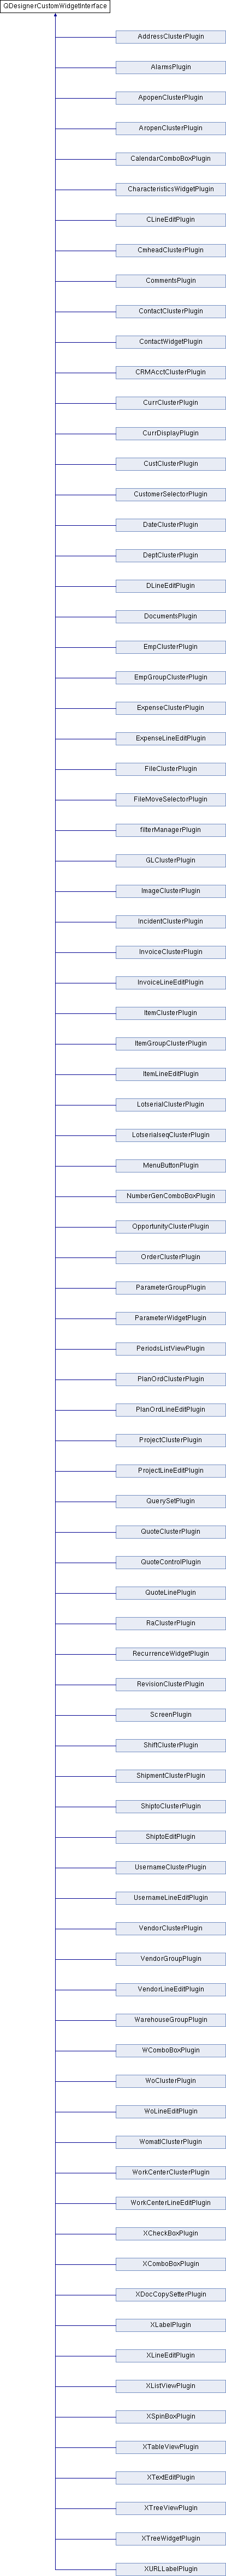 QDesignerCustomWidgetInterface
AddressClusterPlugin
AlarmsPlugin
ApopenClusterPlugin
AropenClusterPlugin
CalendarComboBoxPlugin
CharacteristicsWidgetPlugin
CLineEditPlugin
CmheadClusterPlugin
CommentsPlugin
ContactClusterPlugin
ContactWidgetPlugin
CRMAcctClusterPlugin
CurrClusterPlugin
CurrDisplayPlugin
CustClusterPlugin
CustomerSelectorPlugin
DateClusterPlugin
DeptClusterPlugin
DLineEditPlugin
DocumentsPlugin
EmpClusterPlugin
EmpGroupClusterPlugin
ExpenseClusterPlugin
ExpenseLineEditPlugin
FileClusterPlugin
FileMoveSelectorPlugin
filterManagerPlugin
GLClusterPlugin
ImageClusterPlugin
IncidentClusterPlugin
InvoiceClusterPlugin
InvoiceLineEditPlugin
ItemClusterPlugin
ItemGroupClusterPlugin
ItemLineEditPlugin
LotserialClusterPlugin
LotserialseqClusterPlugin
MenuButtonPlugin
NumberGenComboBoxPlugin
OpportunityClusterPlugin
OrderClusterPlugin
ParameterGroupPlugin
ParameterWidgetPlugin
PeriodsListViewPlugin
PlanOrdClusterPlugin
PlanOrdLineEditPlugin
ProjectClusterPlugin
ProjectLineEditPlugin
QuerySetPlugin
QuoteClusterPlugin
QuoteControlPlugin
QuoteLinePlugin
RaClusterPlugin
RecurrenceWidgetPlugin
RevisionClusterPlugin
ScreenPlugin
ShiftClusterPlugin
ShipmentClusterPlugin
ShiptoClusterPlugin
ShiptoEditPlugin
UsernameClusterPlugin
UsernameLineEditPlugin
VendorClusterPlugin
VendorGroupPlugin
VendorLineEditPlugin
WarehouseGroupPlugin
WComboBoxPlugin
WoClusterPlugin
WoLineEditPlugin
WomatlClusterPlugin
WorkCenterClusterPlugin
WorkCenterLineEditPlugin
XCheckBoxPlugin
XComboBoxPlugin
XDocCopySetterPlugin
XLabelPlugin
XLineEditPlugin
XListViewPlugin
XSpinBoxPlugin
XTableViewPlugin
XTextEditPlugin
XTreeViewPlugin
XTreeWidgetPlugin
XURLLabelPlugin